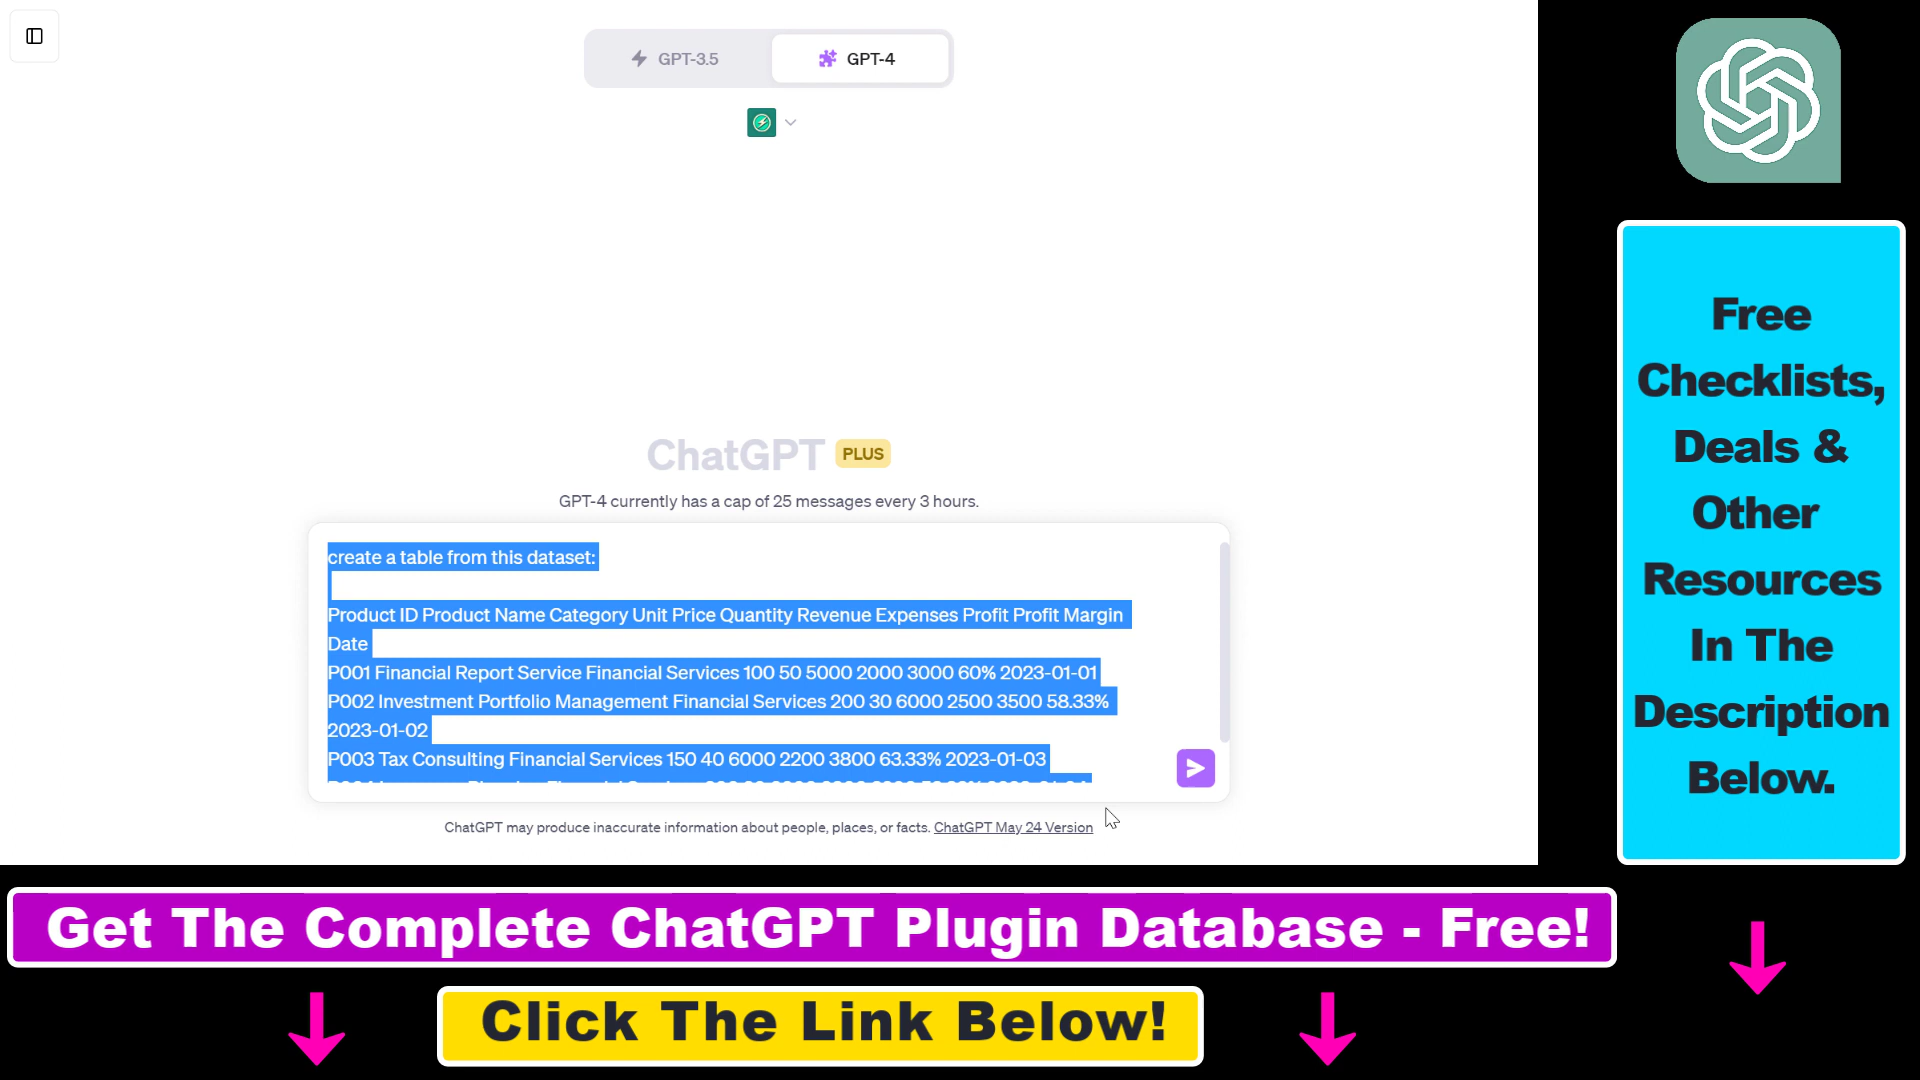 GPT-3.5
GPT-4
ChatGPT PLUS
GPT-4 currently has a cap of 25 messages every 3 hours.
create a table from this dataset:
Product ID Product Name Category Unit Price Quantity Revenue Expenses Profit Profit Margin
Date
P001 Financial Report Service Financial Services 100 50 5000 2000 3000 60% 2023-01-01
P002 Investment Portfolio Management Financial Services 200 30 6000 2500 3500 58.33%
2023-01-02
P003 Tax Consulting Financial Services 150 40 6000 2200 3800 63.33% 2023-01-03
ChatGPT may produce inaccurate information about people, places, or facts. ChatGPT May 24 Version
Free
Checklists,
Deals &
Other
Resources
In The
Description
Below.
Get The Complete ChatGPT Plugin Database - Free!
Click The Link Below!